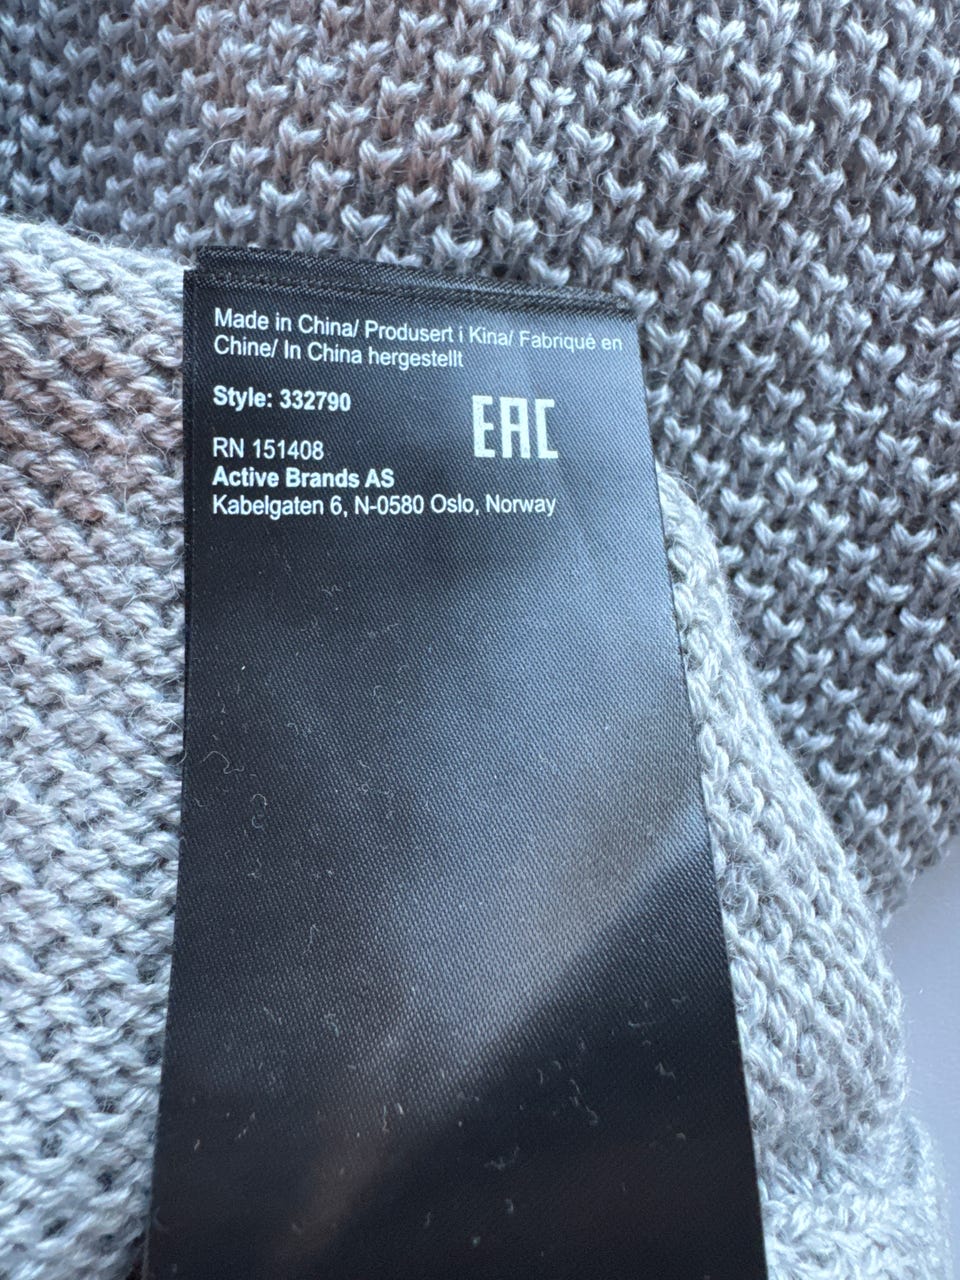 Made in China/ Produsert i Kina/ Fabriqué en
Chine/ In China hergestellt
Style: 332790
EAC
RN 151408
Active Brands AS
Kabelgaten 6, N-0580 Oslo, Norway